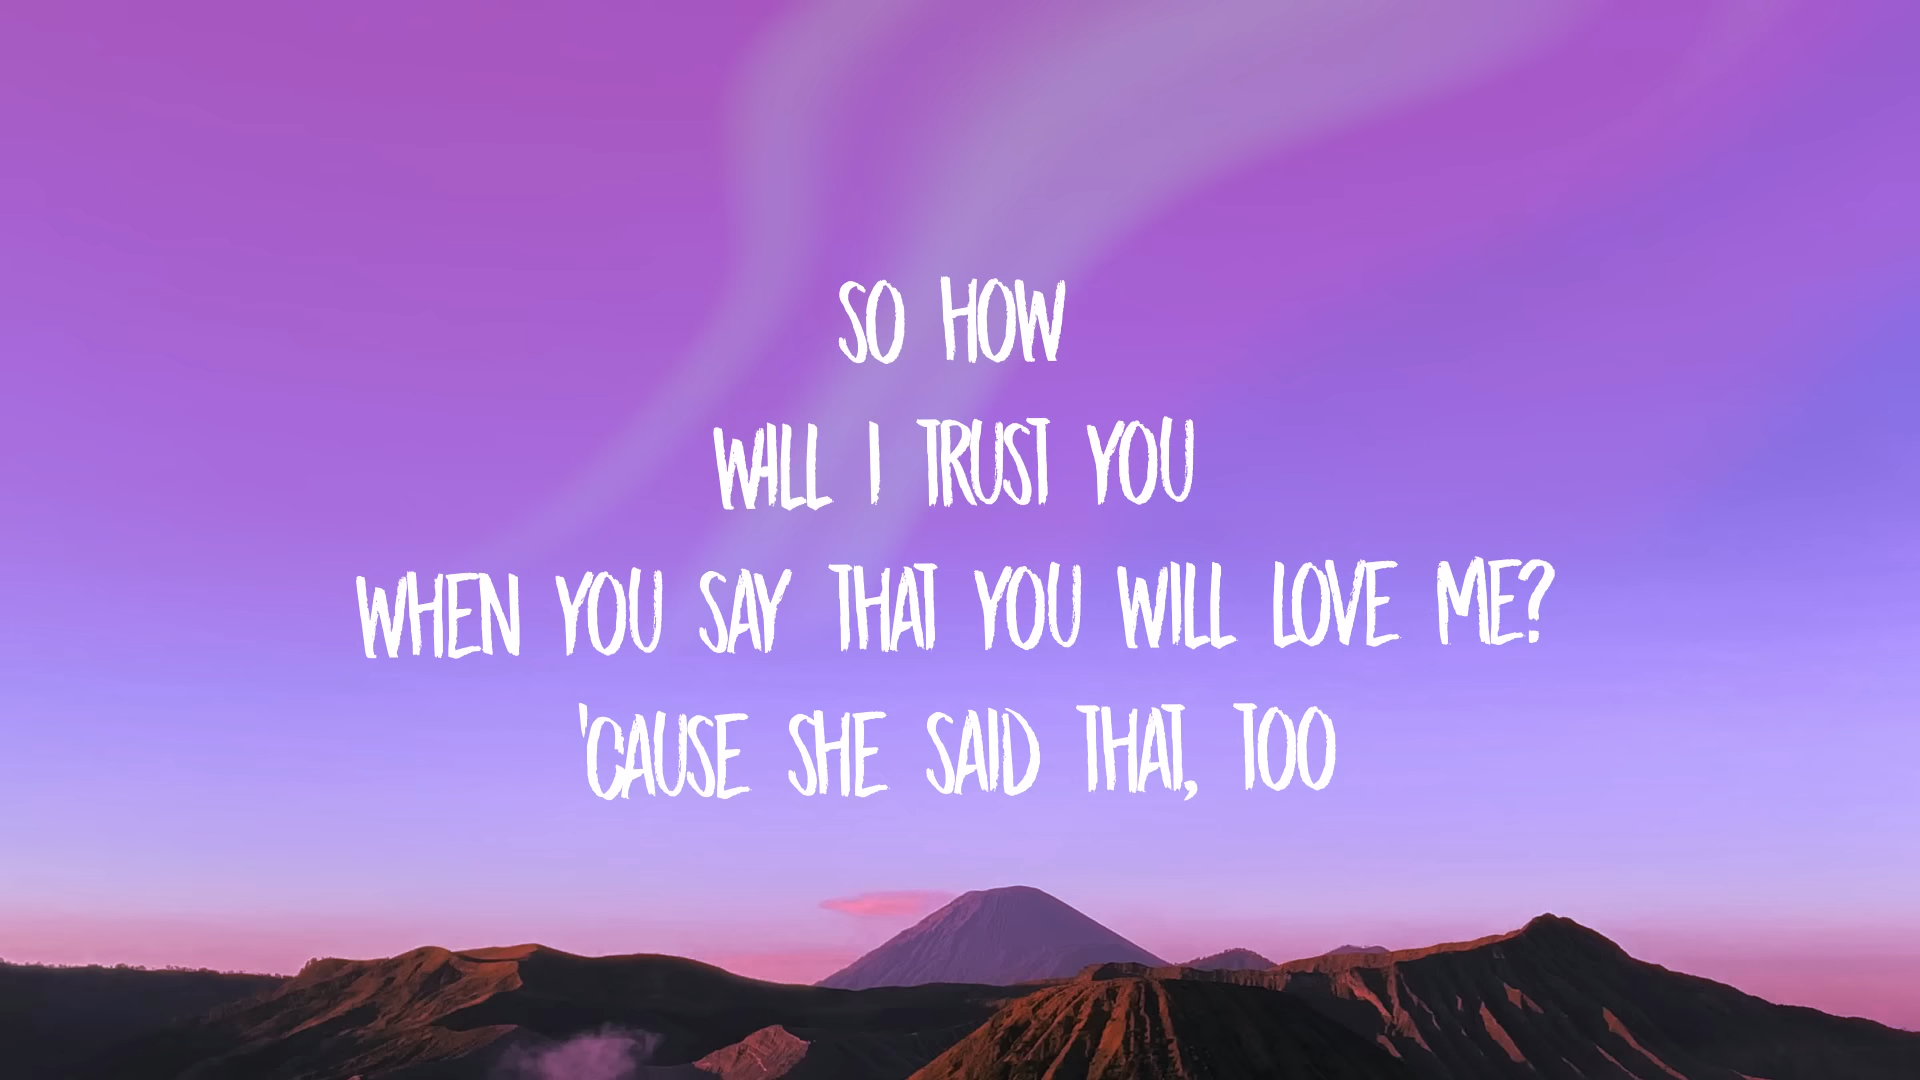 SO HOW
WILL I TRUST YOU
WHEN YOU SAY THAT YOU WILL LOVE ME?
'CAUSE SHE SAID THAT, TOO